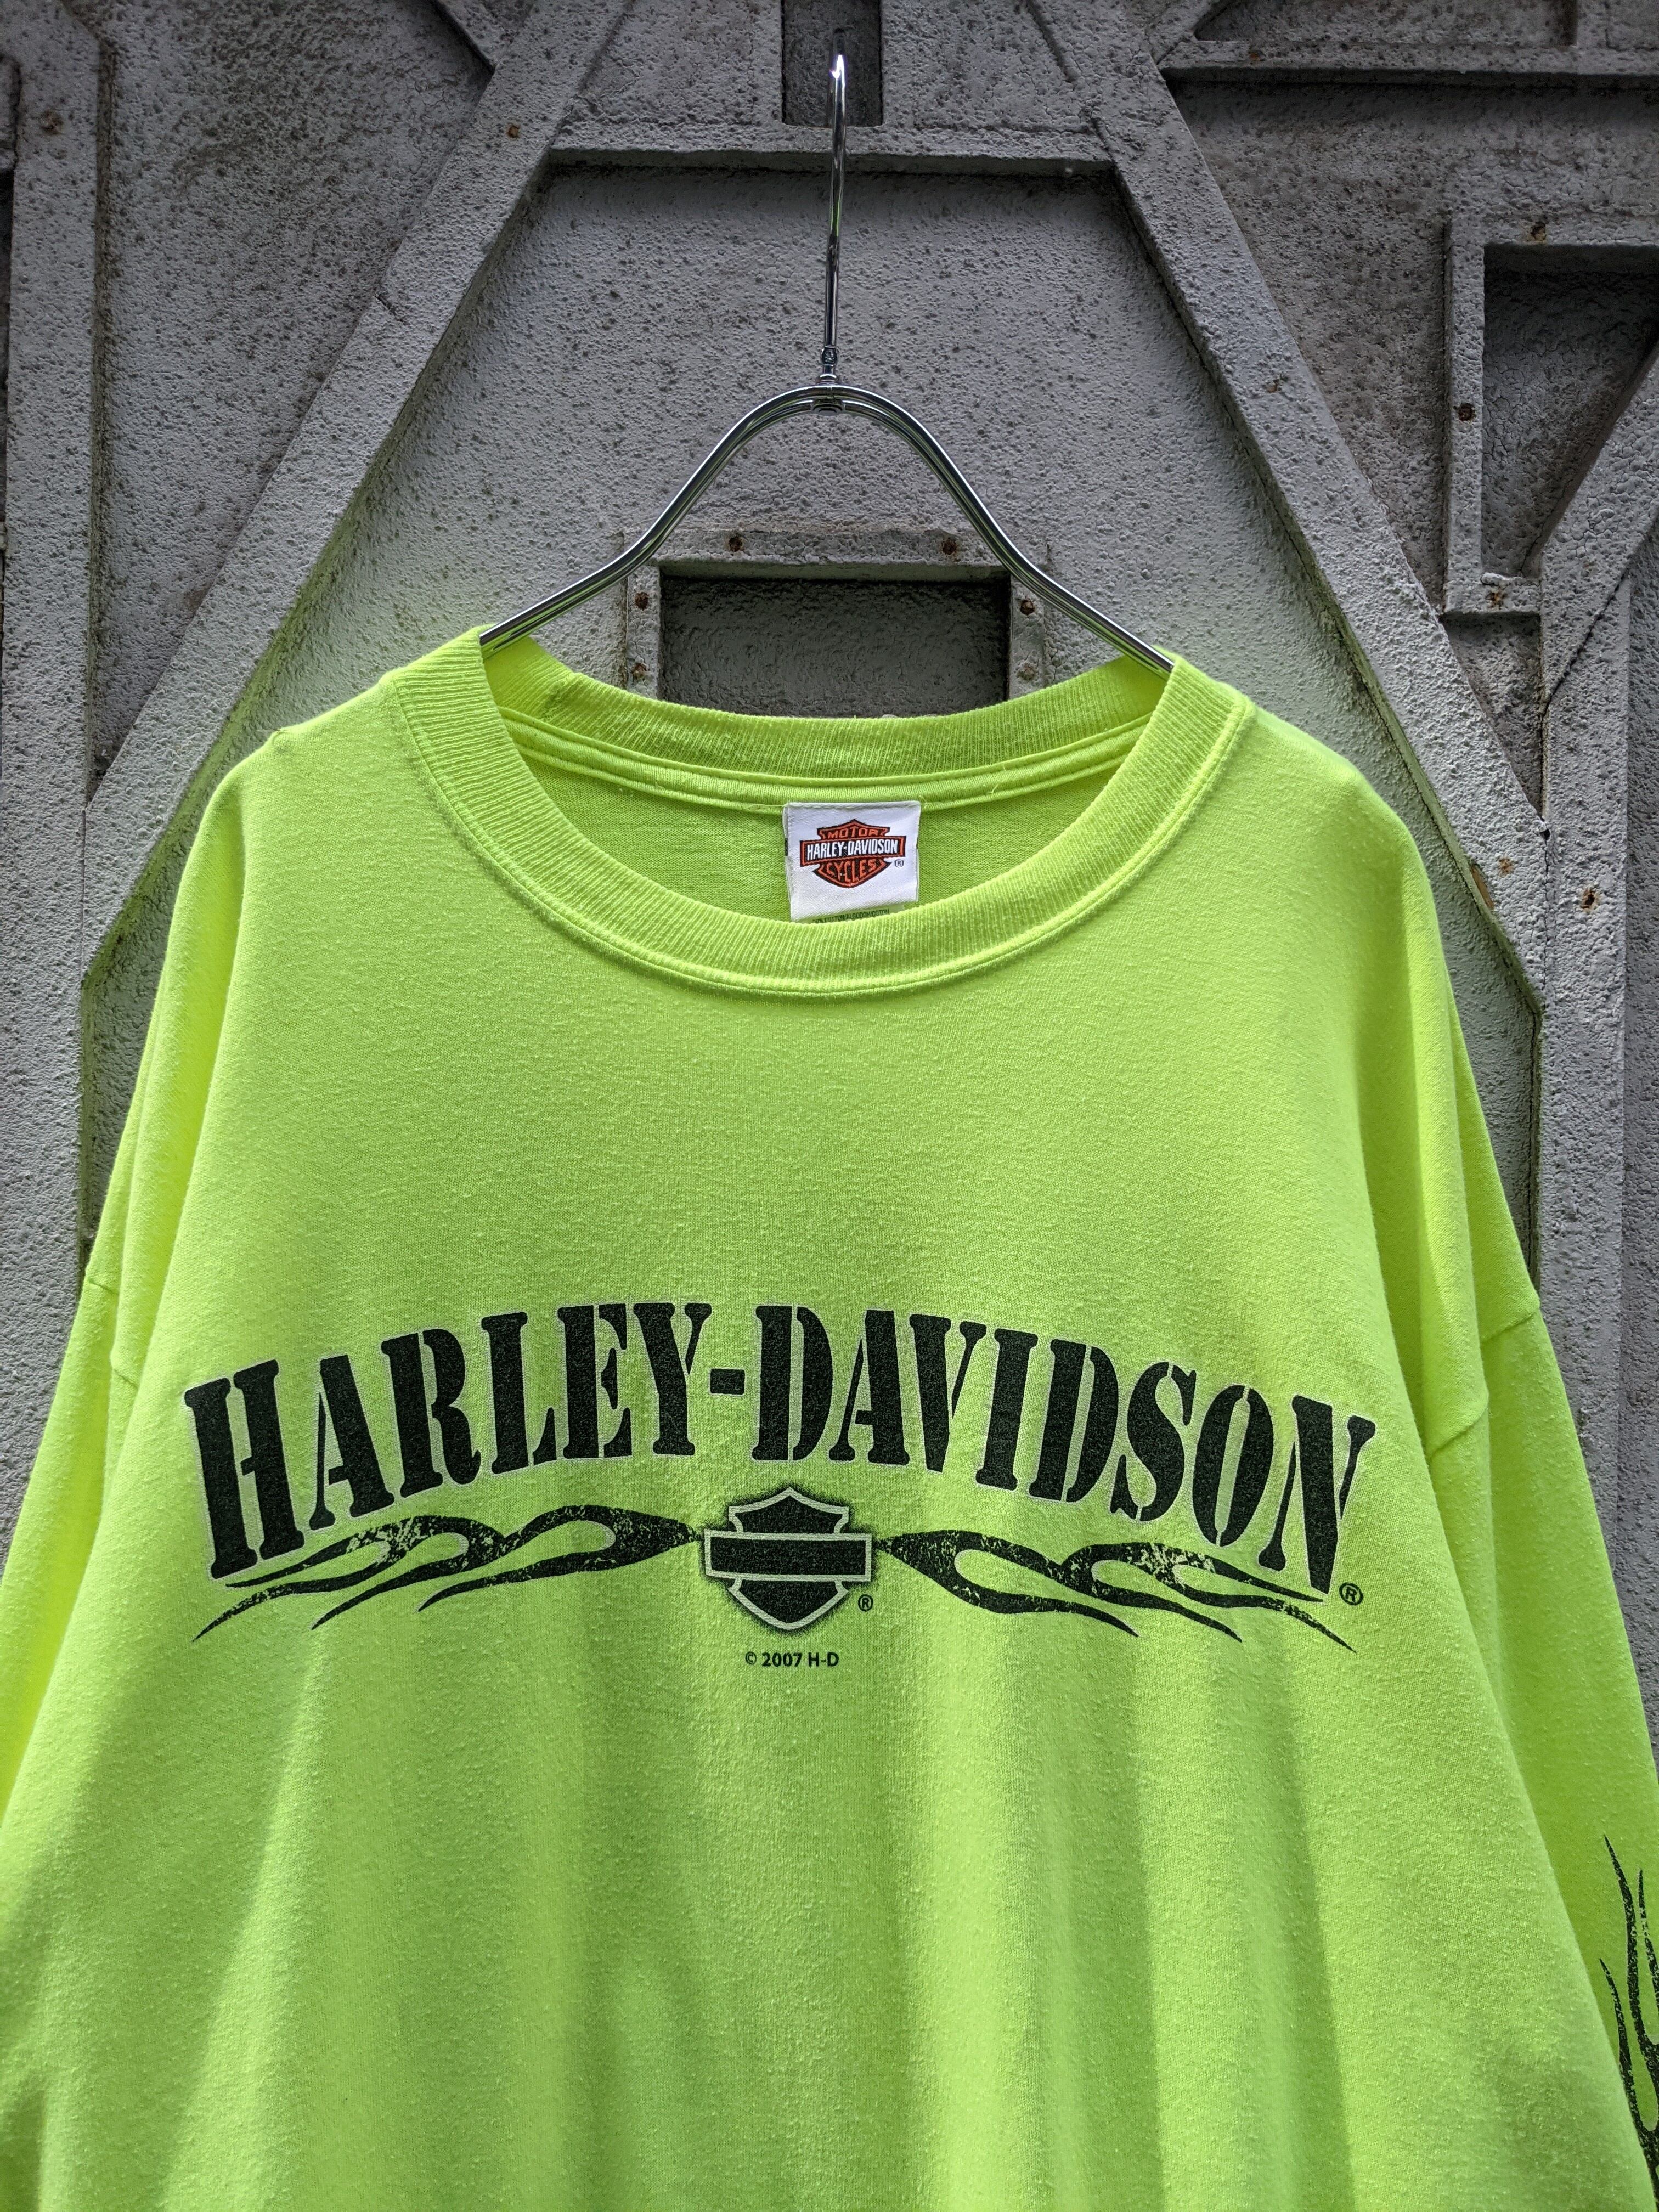 MOTOR
HARLEY-DAVIDSON
CYCLES ®
HARLEY-DAVIDSON ®
®
© 2007 H-D